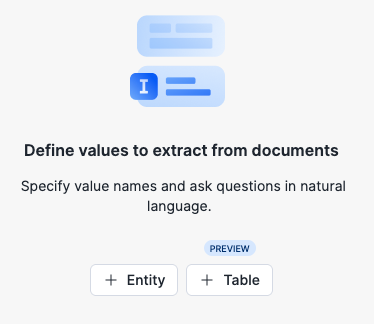 Define values to extract from documents
Specify value names and ask questions in natural
language.
PREVIEW
+ Entity
+ Table